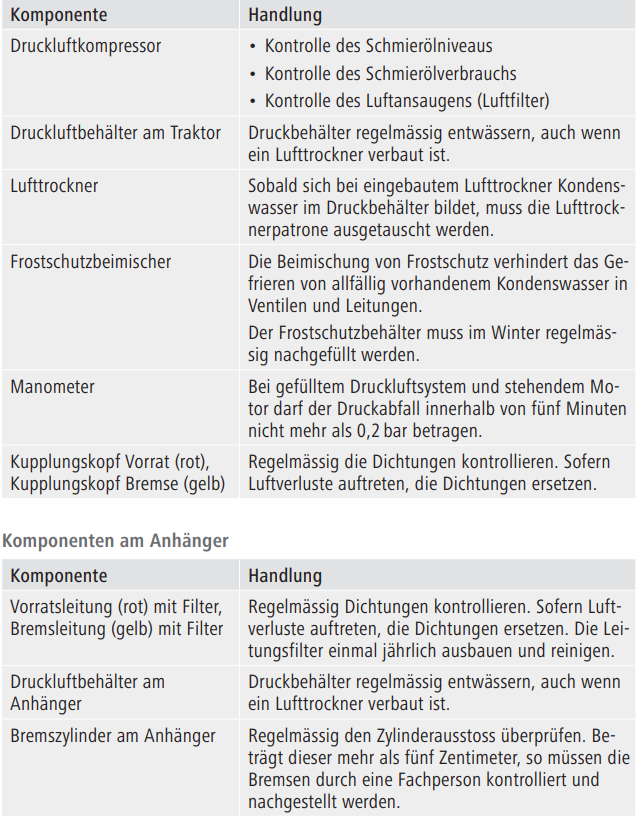 Komponente Handlung
Druckluftkompressor • Kontrolle des Schmierölniveaus
• Kontrolle des Schmierölverbrauchs
• Kontrolle des Luftansaugens (Luftfilter)
Druckluftbehälter am Traktor Druckbehälter regelmässig entwässern, auch wenn
ein Lufttrockner verbaut ist.
Lufttrockner Sobald sich bei eingebautem Lufttrockner Kondens-
wasser im Druckbehälter bildet, muss die Lufttrock-
nerpatrone ausgetauscht werden.
Frostschutzbeimischer Die Beimischung von Frostschutz verhindert das Ge-
frieren von allfällig vorhandenem Kondenswasser in
Ventilen und Leitungen.
Der Frostschutzbehälter muss im Winter regelmäs-
sig nachgefüllt werden.
Manometer Bei gefülltem Druckluftsystem und stehendem Mo-
tor darf der Druckabfall innerhalb von fünf Minuten
nicht mehr als 0,2 bar betragen.
Kupplungskopf Vorrat (rot), Regelmässig die Dichtungen kontrollieren. Sofern
Kupplungskopf Bremse (gelb) Luftverluste auftreten, die Dichtungen ersetzen.
Komponenten am Anhänger
Komponente Handlung
Vorratsleitung (rot) mit Filter, Regelmässig Dichtungen kontrollieren. Sofern Luft-
Bremsleitung (gelb) mit Filter verluste auftreten, die Dichtungen ersetzen. Die Lei-
tungsfilter einmal jährlich ausbauen und reinigen.
Druckluftbehälter am Druckbehälter regelmässig entwässern, auch wenn
Anhänger ein Lufttrockner verbaut ist.
Bremszylinder am Anhänger Regelmässig den Zylinderausstoss überprüfen. Be-
trägt dieser mehr als fünf Zentimeter, so müssen die
Bremsen durch eine Fachperson kontrolliert und
nachgestellt werden.